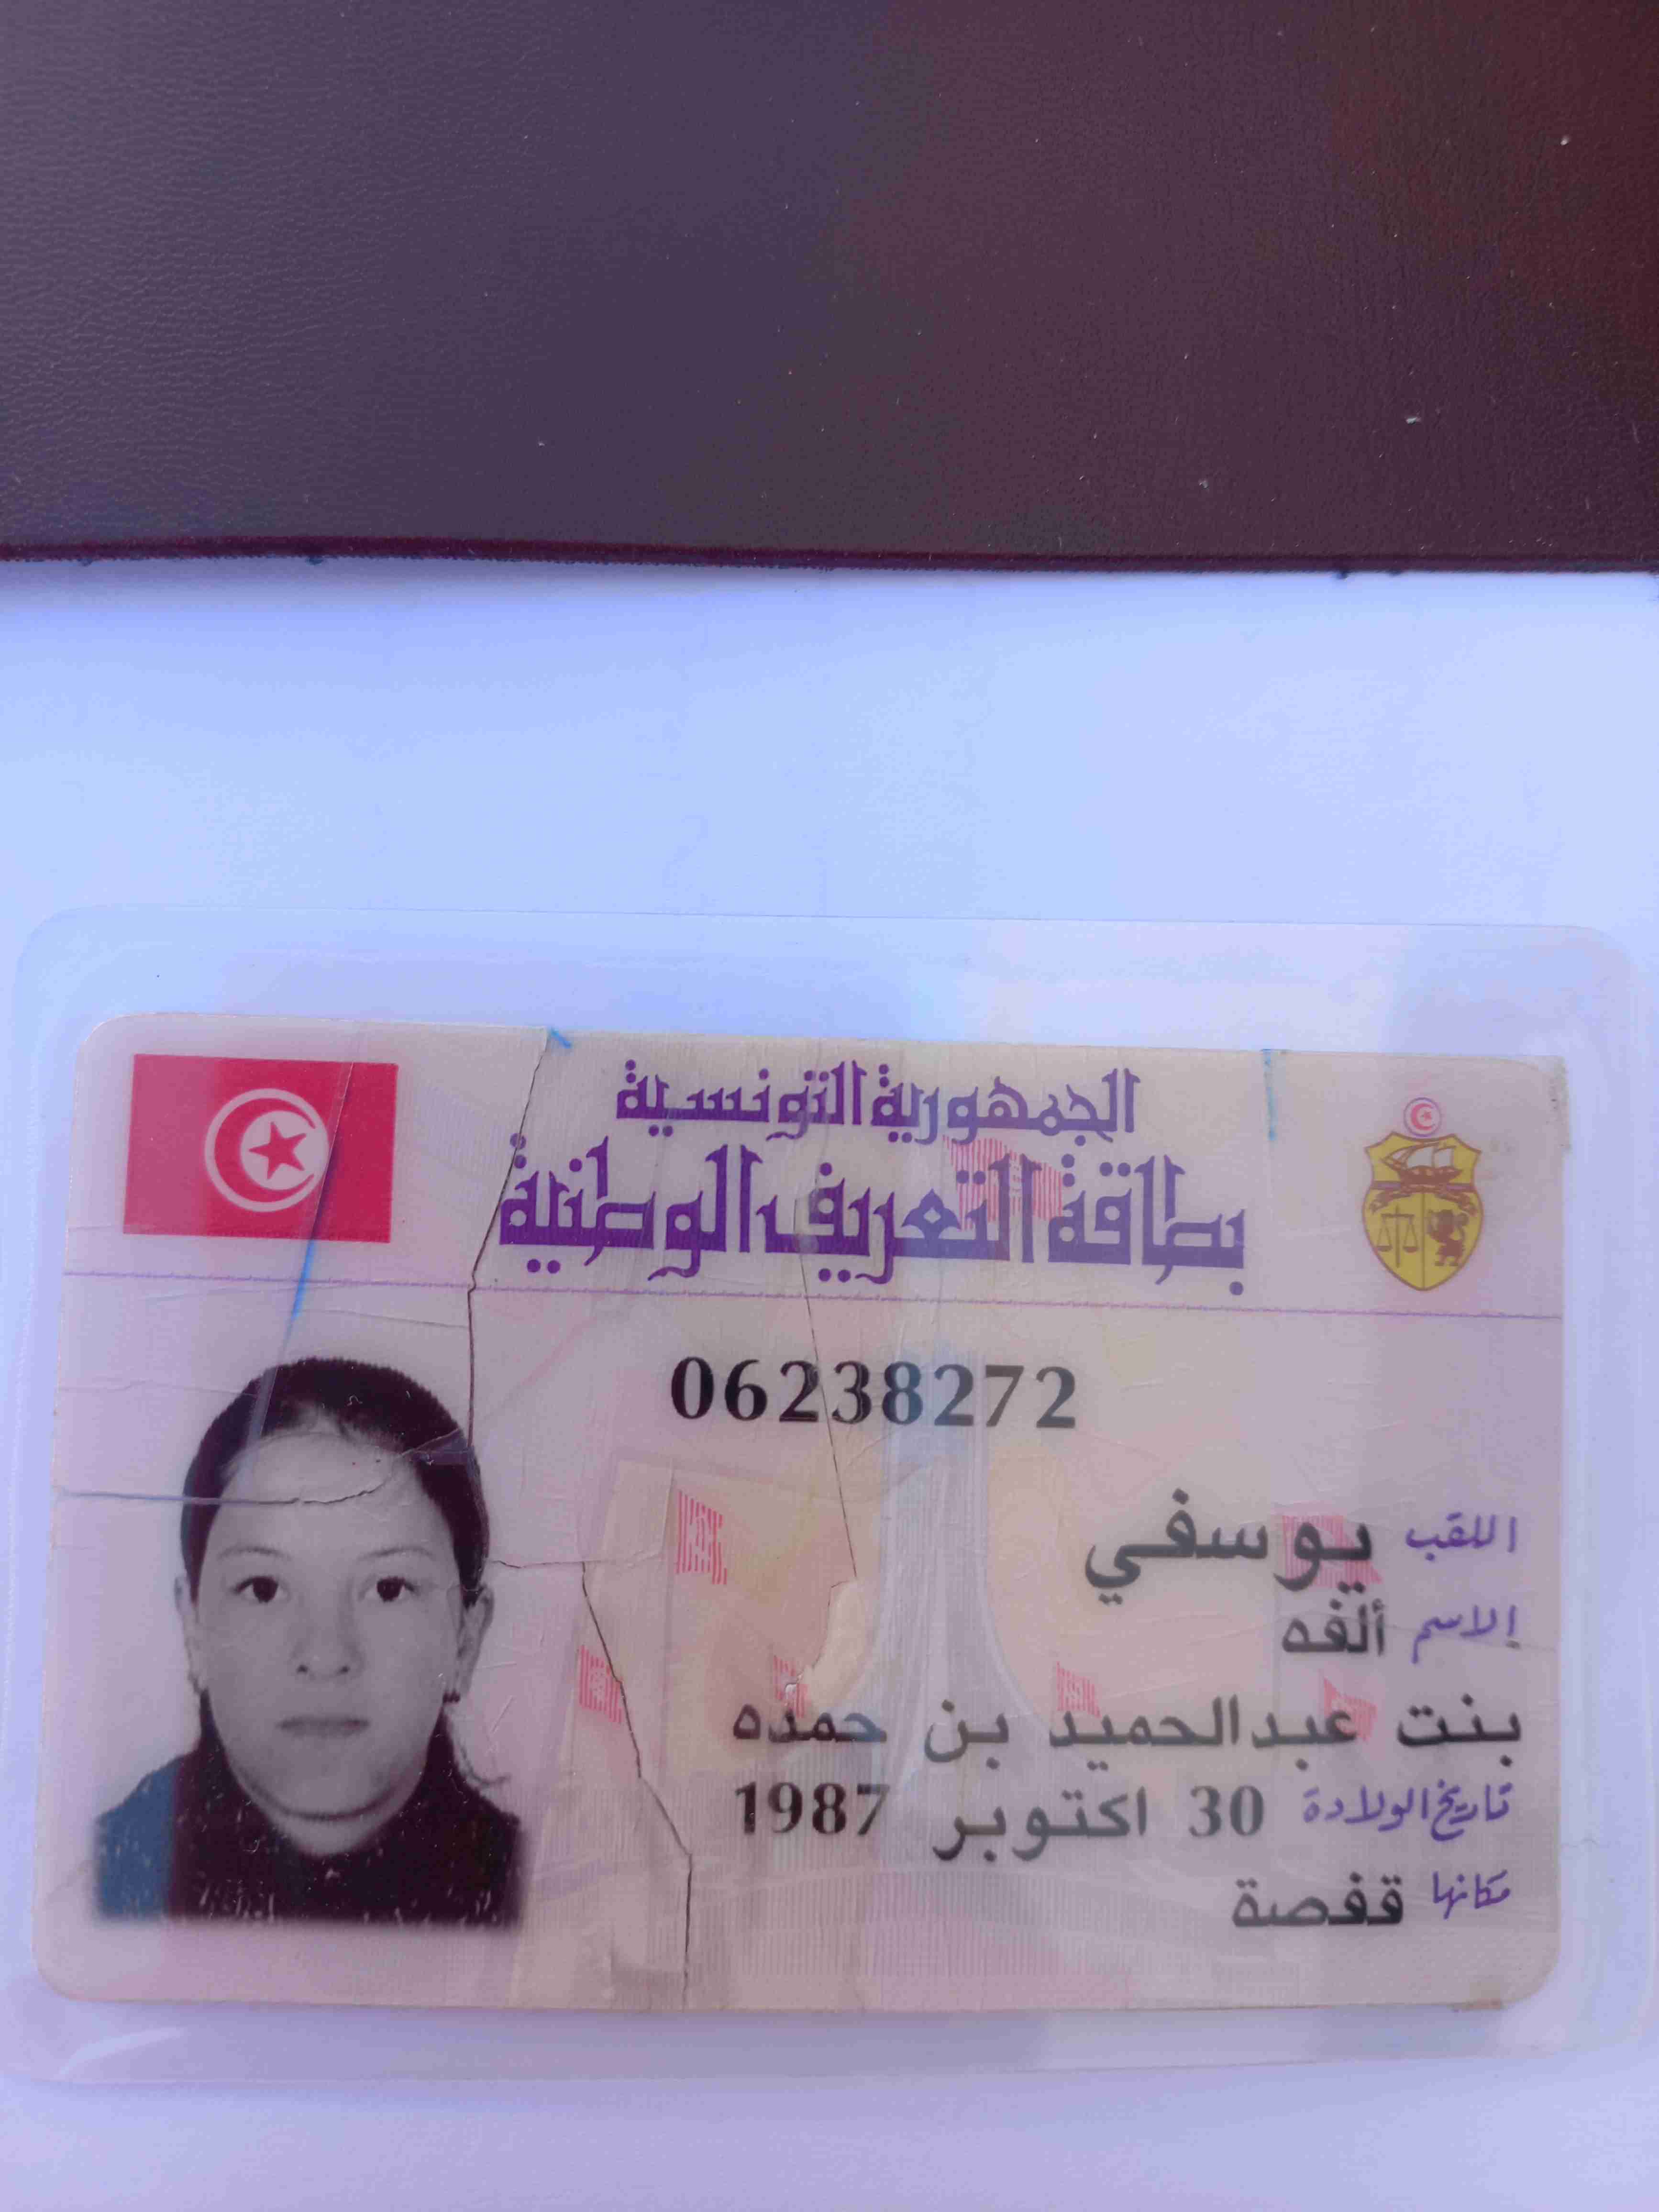 الجمهورية التونسية
بطاقة التعريف الوطنية
06238272
اللقب يوسفي
الاسم ألفه
بنت عبدالحميد بن حمده
تاريخ الولادة 30 اكتوبر 1987
مكانها قفصة